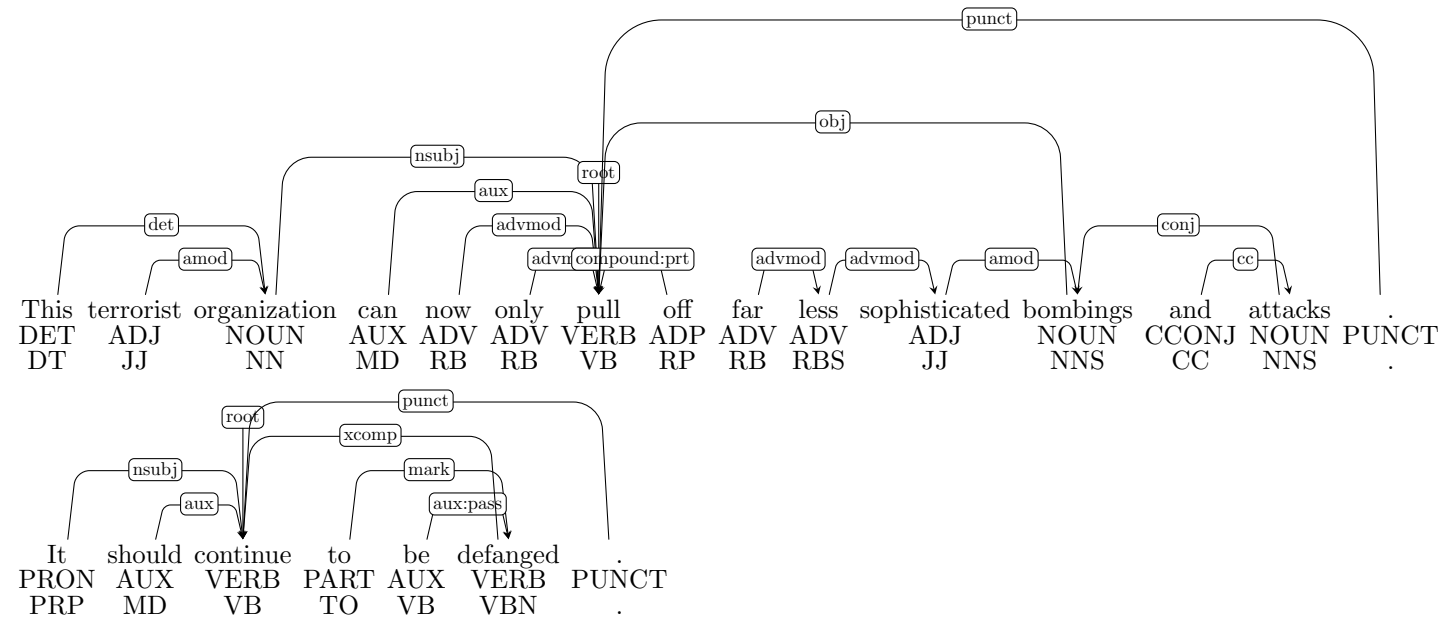 punct
obj
nsubj
root
aux
det advmod conj
amod advm compound:prt advmod advmod amod cc
This terrorist organization can now only pull off far less sophisticated bombings and attacks .
DET ADJ NOUN AUX ADV ADV VERB ADP ADV ADV ADJ NOUN CCONJ NOUN PUNCT
DT JJ NN MD RB RB VB RP RB RBS JJ NNS CC NNS .
punct
root
xcomp
nsubj mark
aux aux:pass
It should continue to be defanged .
PRON AUX VERB PART AUX VERB PUNCT
PRP MD VB TO VB VBN .